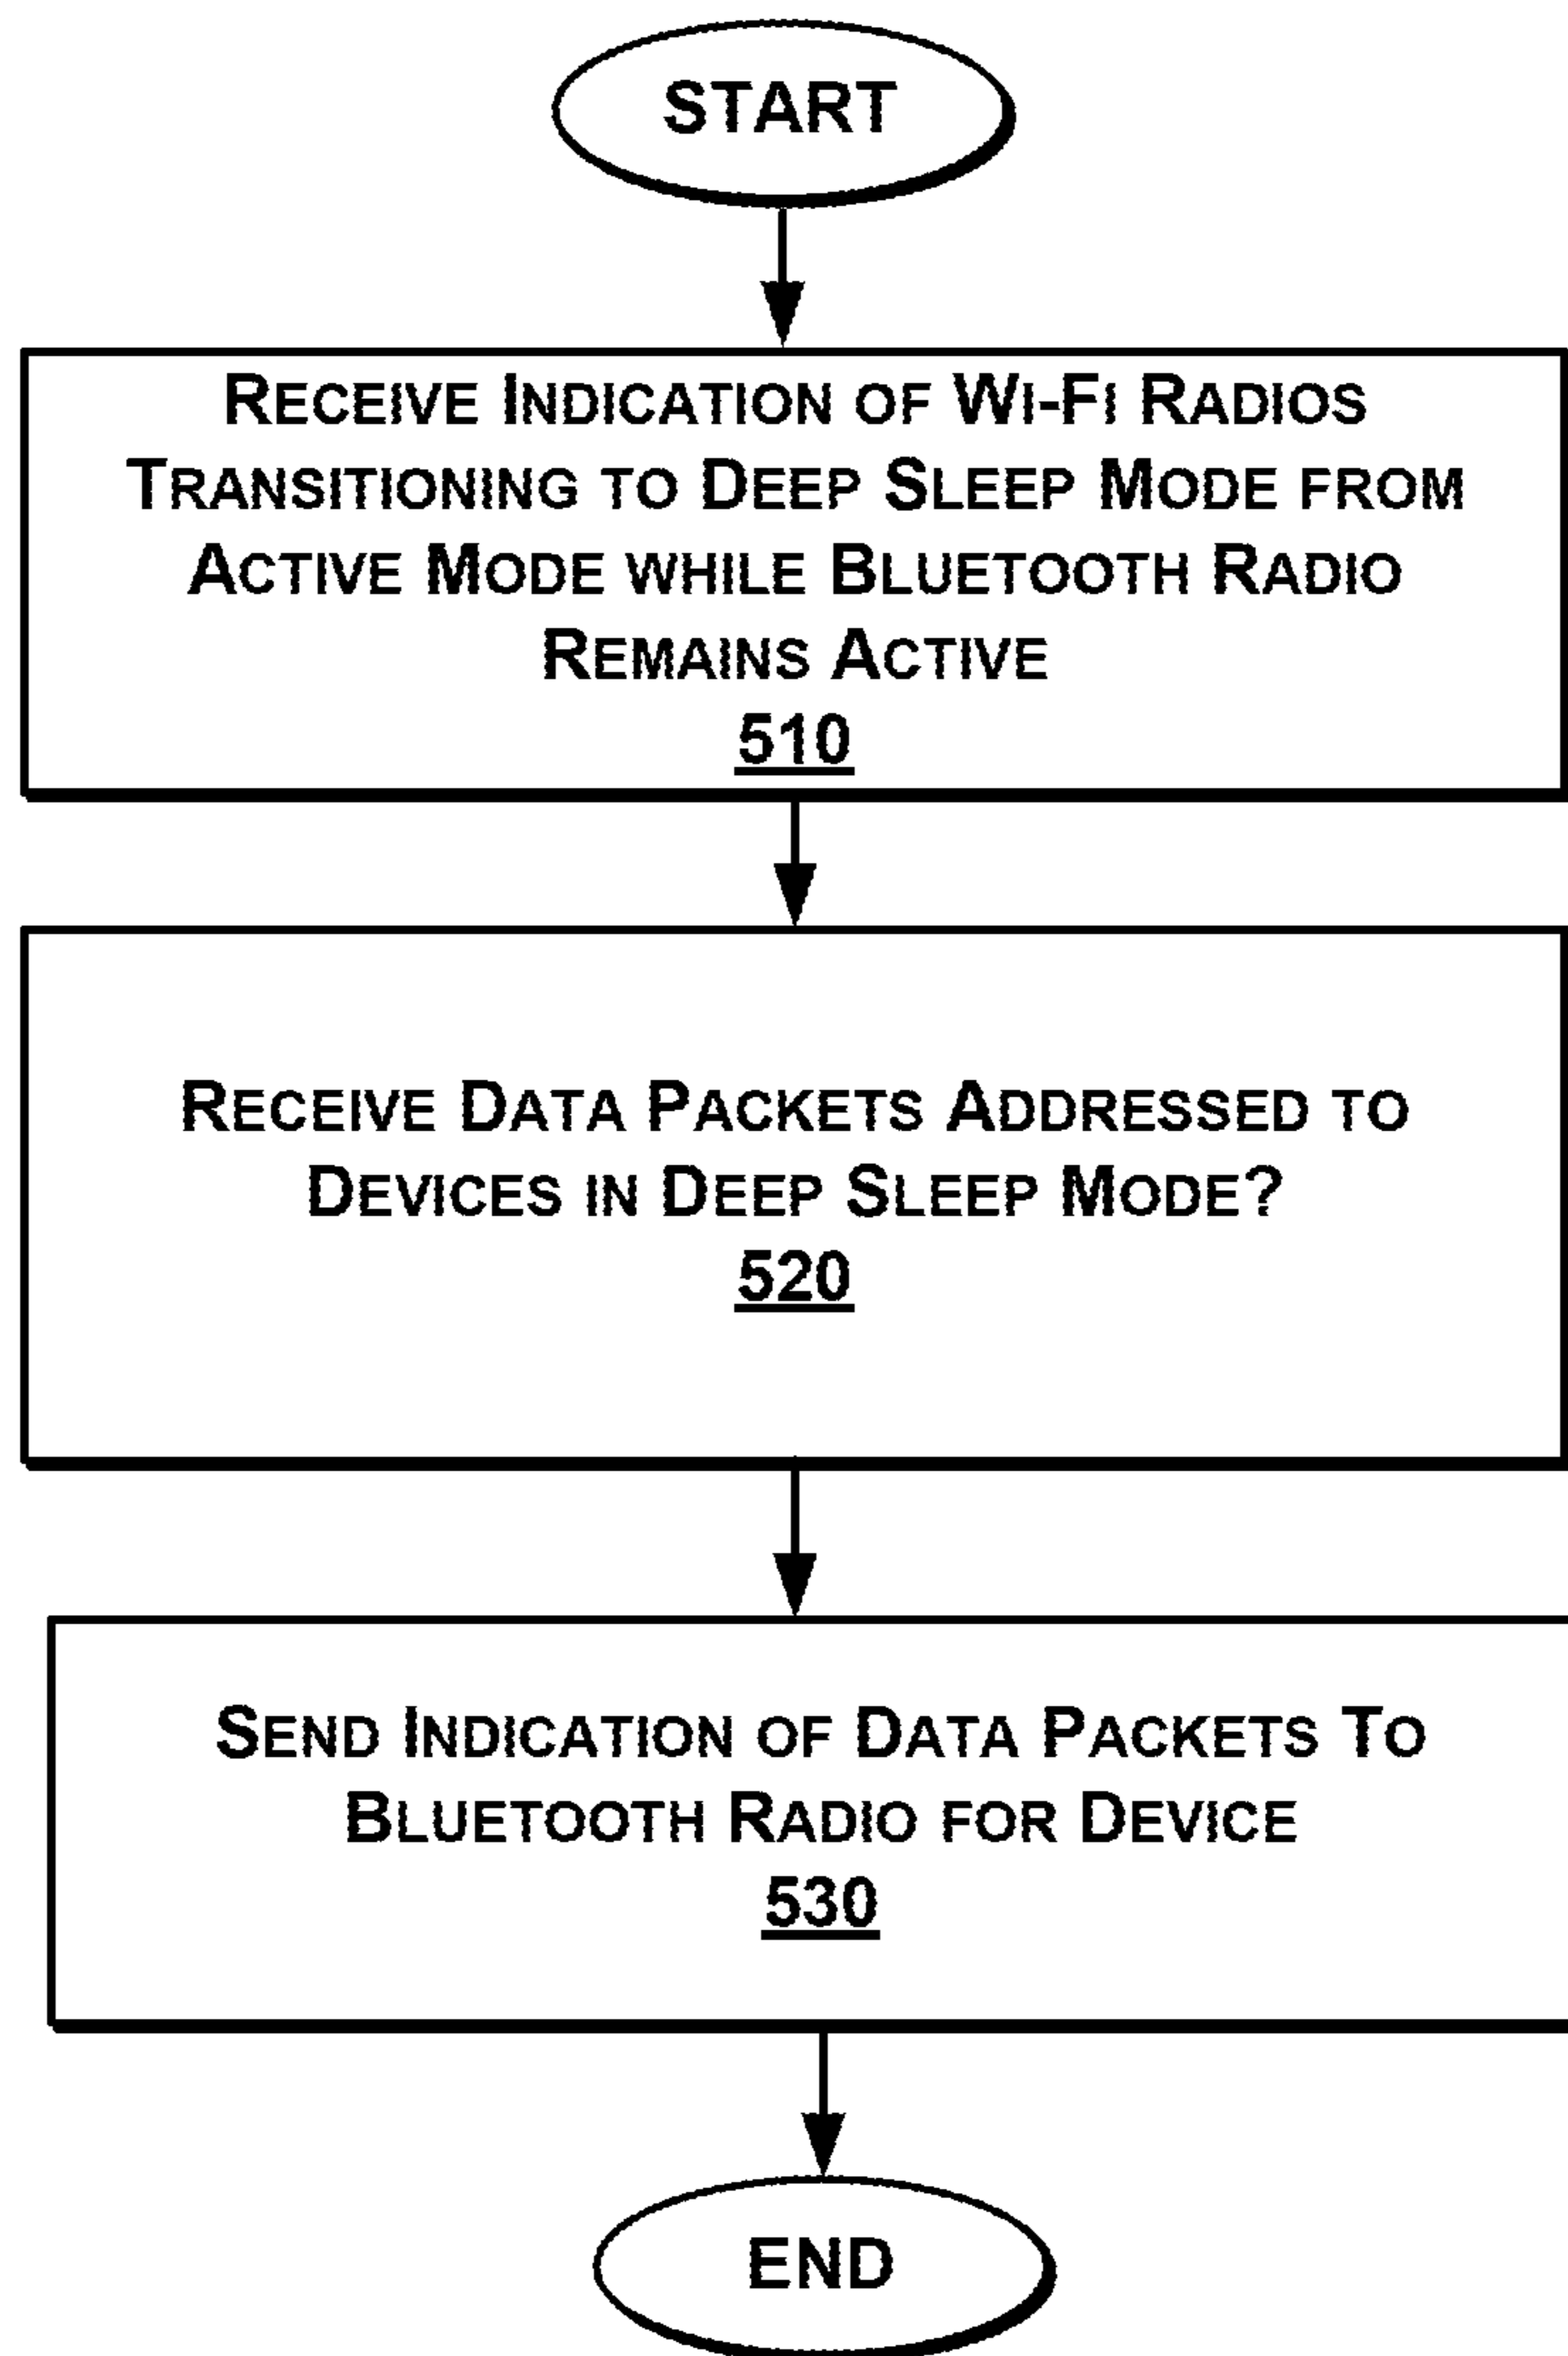 START
RECEIVE INDICATION OF WI-FI RADIOS
TRANSITIONING TO DEEP SLEEP MODE FROM
ACTIVE MODE WHILE BLUETOOTH RADIO
REMAINS ACTIVE
510
RECEIVE DATA PACKETS ADDRESSED TO
DEVICES IN DEEP SLEEP MODE?
520
SEND INDICATION OF DATA PACKETS TO
BLUETOOTH RADIO FOR DEVICE
530
END